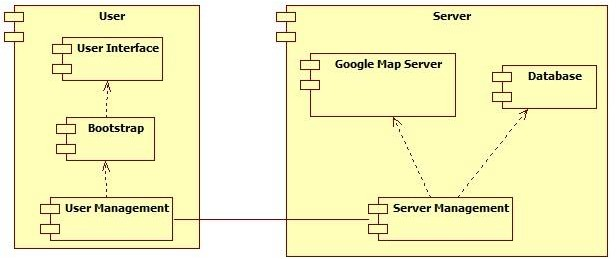 User
User Interface
Bootstrap
User Management
Server
Google Map Server
Database
Server Management